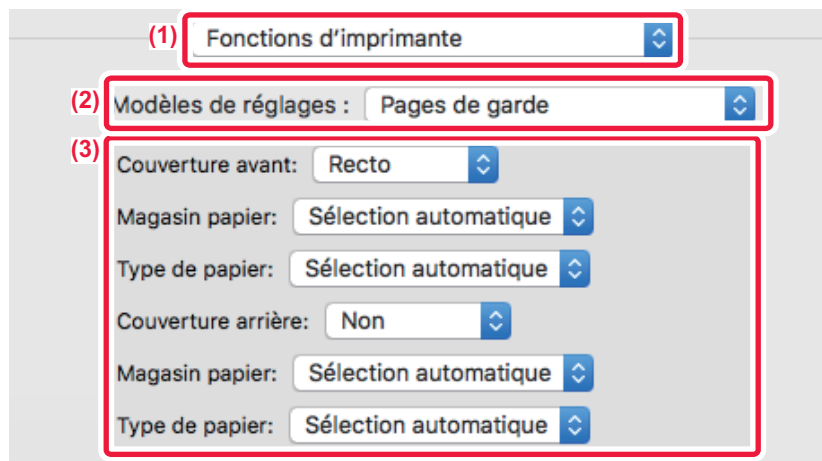 (1) Fonctions d'imprimante
(2) Modèles de réglages : Pages de garde
(3)
Couverture avant: Recto
Magasin papier: Sélection automatique
Type de papier: Sélection automatique
Couverture arrière: Non
Magasin papier: Sélection automatique
Type de papier: Sélection automatique